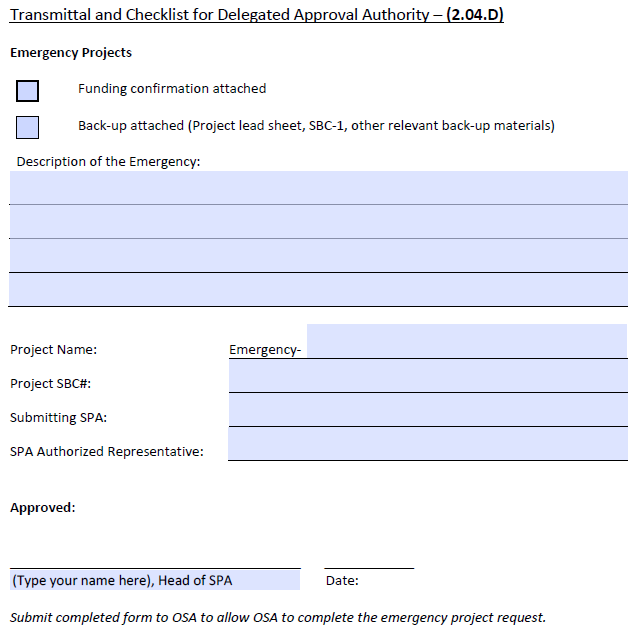 Transmittal and Checklist for Delegated Approval Authority – (2.04.D)
Emergency Projects
Funding confirmation attached
Back-up attached (Project lead sheet, SBC-1, other relevant back-up materials)
Description of the Emergency:
Project Name: Emergency-
Project SBC#:
Submitting SPA:
SPA Authorized Representative:
Approved:
(Type your name here), Head of SPA Date:
Submit completed form to OSA to allow OSA to complete the emergency project request.